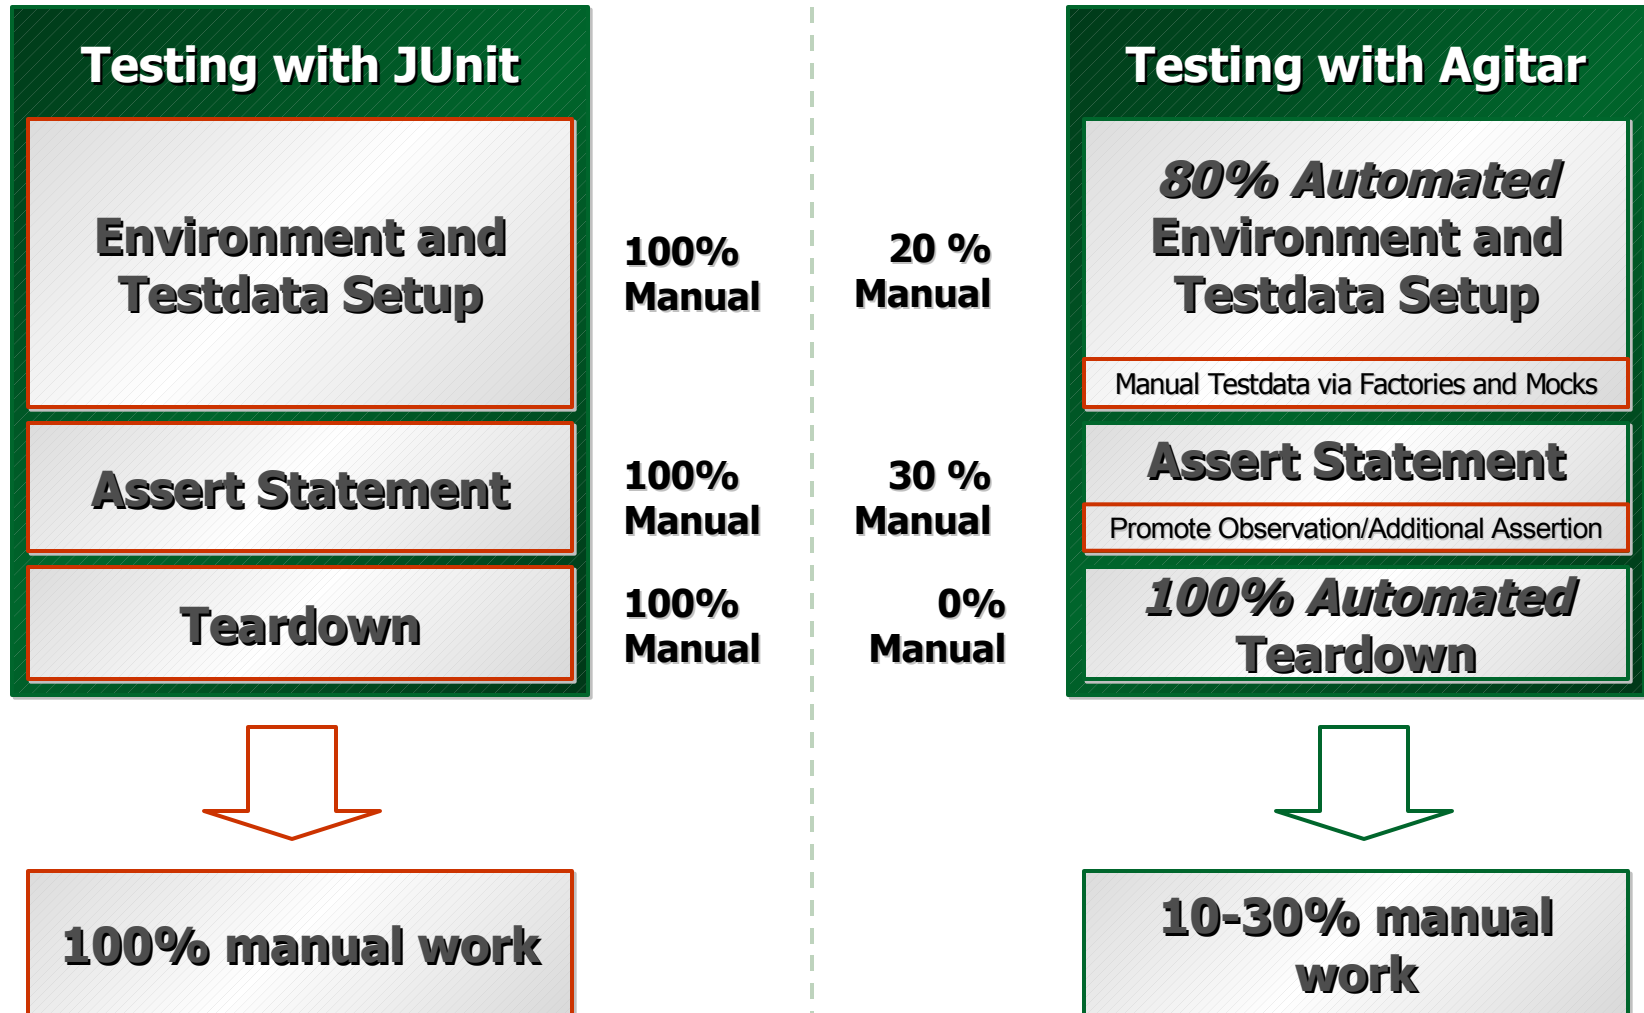 Testing with JUnit
Environment and
Testdata Setup
100%
Manual
Assert Statement
100%
Manual
Teardown
100%
Manual
100% manual work
Testing with Agitar
20 %
Manual
80% Automated
Environment and
Testdata Setup
Manual Testdata via Factories and Mocks
30 %
Manual
Assert Statement
Promote Observation/Additional Assertion
0%
Manual
100% Automated
Teardown
10-30% manual
work